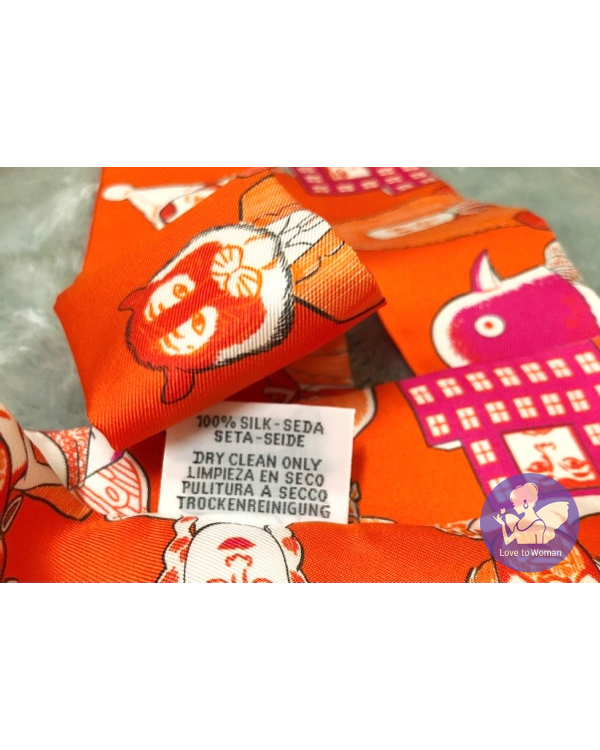 100% SILK-SEDA
SETA-SEIDE
DRY CLEAN ONLY
LIMPIEZA EN SECO
PULITURA A SECCO
TROCKENREINIGUNG
Love to Woman